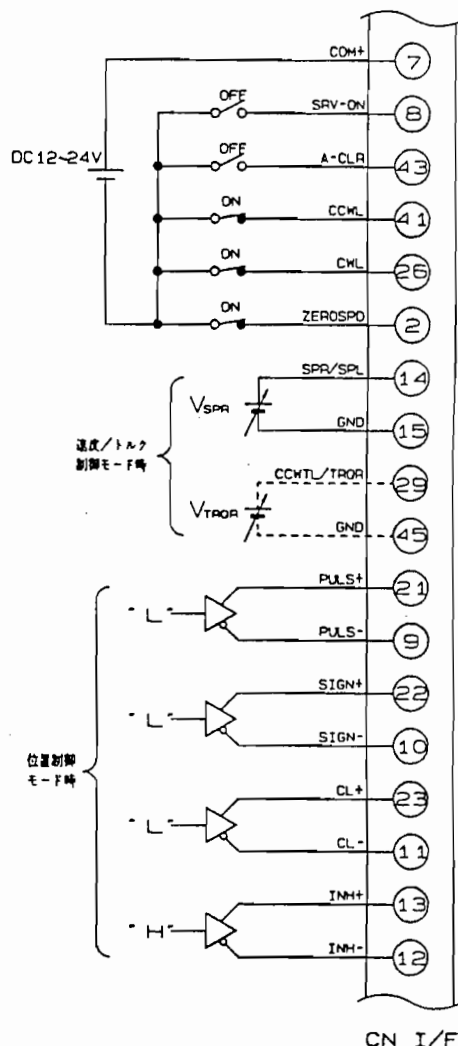 COM+
7
OFF
SRV-ON
8
DC12~24V
OFF
A-CLR
43
ON
CCWL
41
ON
CWL
26
ON
ZEROSPD
2
SPR/SPL
14
VSPR
GND
15
速度/トルク
制御モード時
CCWTL/TRQR
29
VTRQR
GND
45
PULS+
21
"L"
PULS-
9
SIGN+
22
"L"
SIGN-
10
位置制御
モード時
CL+
23
"L"
CL-
11
INH+
13
"H"
INH-
12
CN I/F